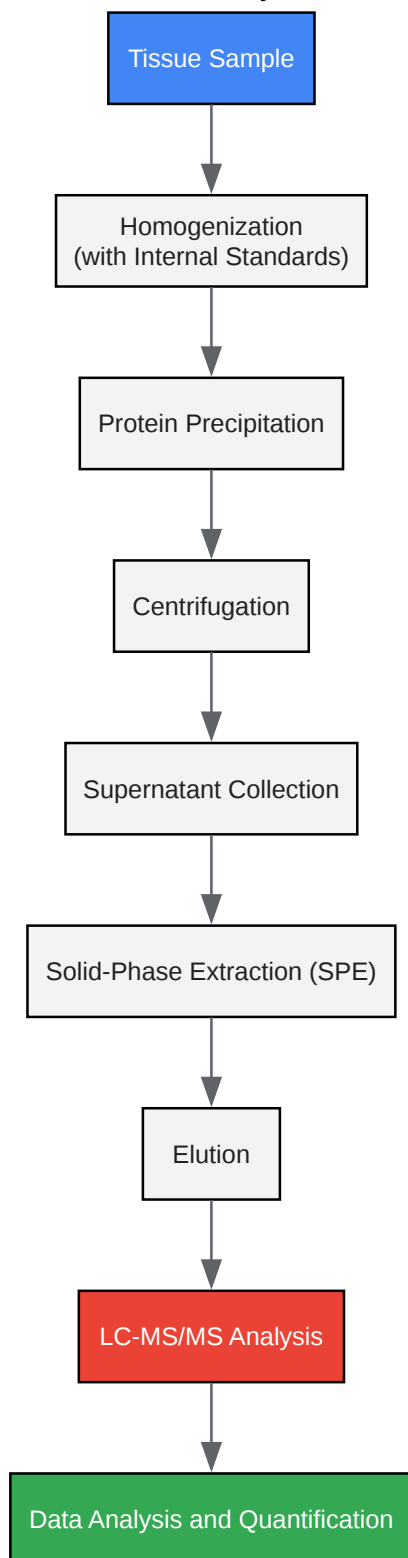 Tissue Sample
Homogenization
(with Internal Standards)
Protein Precipitation
Centrifugation
Supernatant Collection
Solid-Phase Extraction (SPE)
Elution
LC-MS/MS Analysis
Data Analysis and Quantification